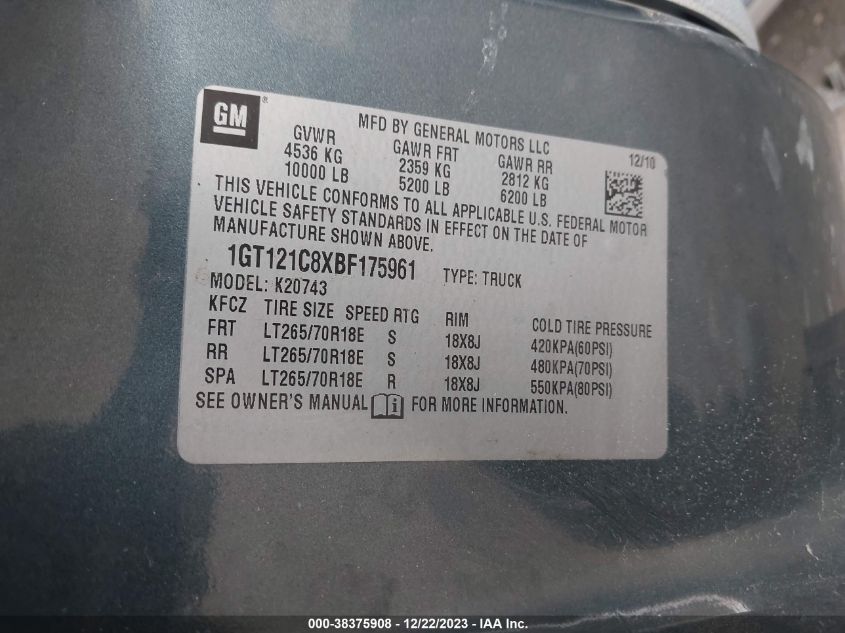 GM®
MFD BY GENERAL MOTORS LLC
GVWR GAWR FRT GAWR RR 12/10
4536 KG 2359 KG 2812 KG
10000 LB 5200 LB 6200 LB
THIS VEHICLE CONFORMS TO ALL APPLICABLE U.S. FEDERAL MOTOR
VEHICLE SAFETY STANDARDS IN EFFECT ON THE DATE OF
MANUFACTURE SHOWN ABOVE.
1GT121C8XBF175961 TYPE: TRUCK
MODEL: K20743
KFCZ TIRE SIZE SPEED RTG RIM COLD TIRE PRESSURE
FRT LT265/70R18E S 18X8J 420KPA(60PSI)
RR LT265/70R18E S 18X8J 480KPA(70PSI)
SPA LT265/70R18E R 18X8J 550KPA(80PSI)
SEE OWNER'S MANUAL i FOR MORE INFORMATION.
000-38375908 - 12/22/2023 - IAA Inc.